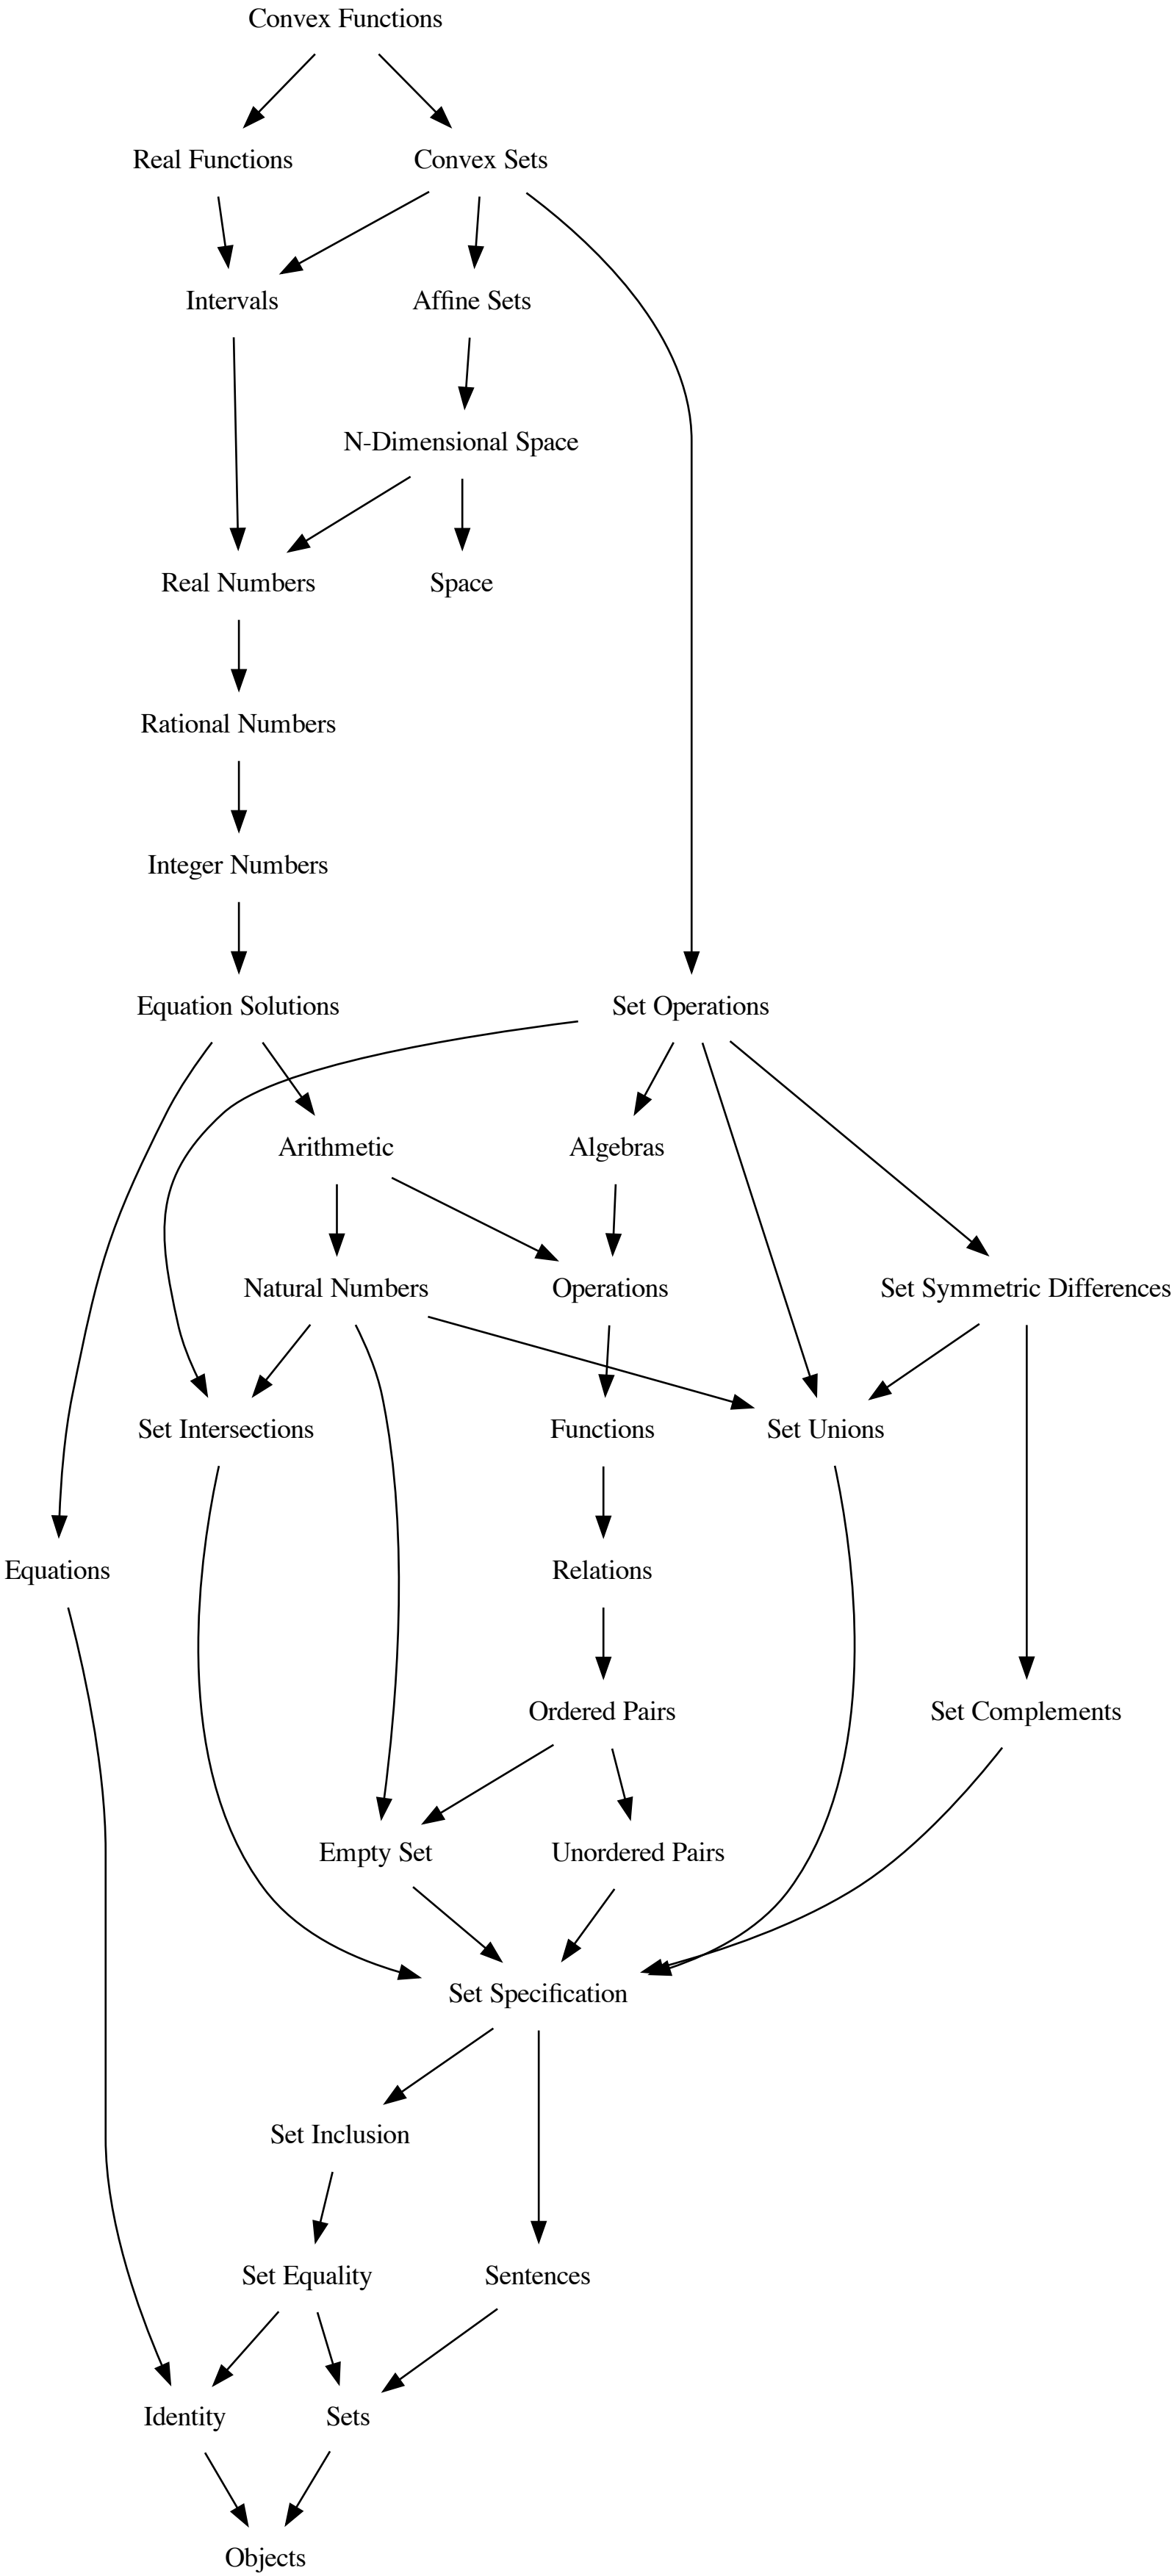 Convex Functions
Real Functions
Convex Sets
Intervals
Affine Sets
N-Dimensional Space
Real Numbers
Space
Rational Numbers
Integer Numbers
Equation Solutions
Set Operations
Arithmetic
Algebras
Natural Numbers
Operations
Set Symmetric Differences
Set Intersections
Functions
Set Unions
Equations
Relations
Ordered Pairs
Set Complements
Empty Set
Unordered Pairs
Set Specification
Set Inclusion
Set Equality
Sentences
Identity
Sets
Objects